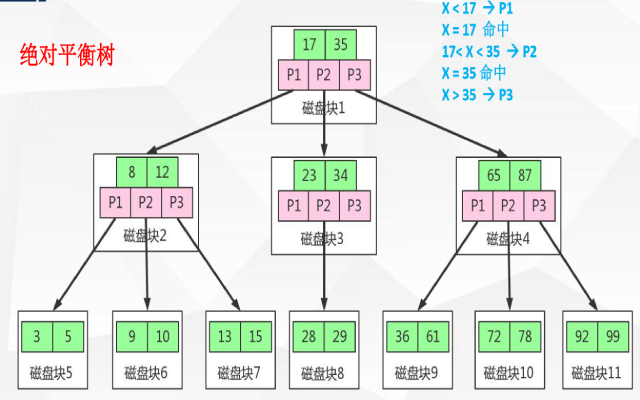 绝对平衡树
X < 17 → P1
X = 17 命中
17< X < 35 → P2
X = 35 命中
X > 35 → P3
17 35
P1 P2 P3
磁盘块1
8 12
P1 P2 P3
磁盘块2
23 34
P1 P2 P3
磁盘块3
65 87
P1 P2 P3
磁盘块4
3 5
磁盘块5
9 10
磁盘块6
13 15
磁盘块7
28 29
磁盘块8
36 61
磁盘块9
72 78
磁盘块10
92 99
磁盘块11